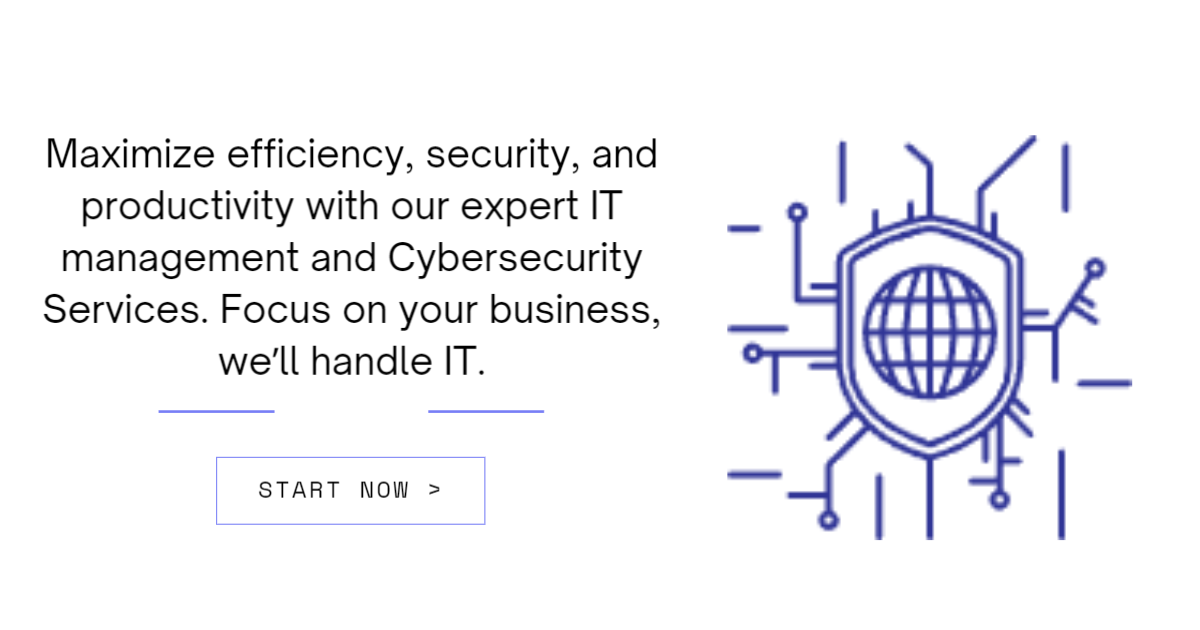 Maximize efficiency, security, and
productivity with our expert IT
management and Cybersecurity
Services. Focus on your business,
we'll handle IT.
START NOW >